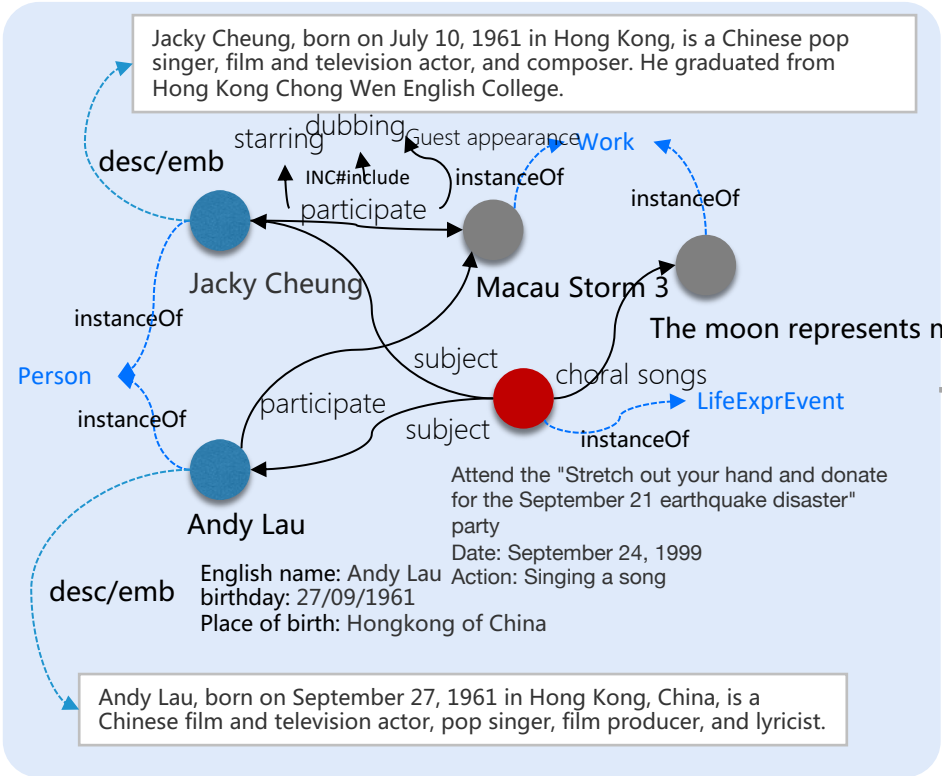 Jacky Cheung, born on July 10, 1961 in Hong Kong, is a Chinese pop
singer, film and television actor, and composer. He graduated from
Hong Kong Chong Wen English College.
dubbing
starring
Guest appearance
Work
desc/emb
INC#include
instanceOf
instanceOf
participate
Jacky Cheung
Macau Storm 3
instanceOf
The moon represents m
subject
Person
choral songs
LifeExprEvent
participate
instanceOf
subject
instanceOf
Attend the "Stretch out your hand and donate
for the September 21 earthquake disaster"
party
Date: September 24, 1999
Action: Singing a song
Andy Lau
English name: Andy Lau
birthday: 27/09/1961
Place of birth: Hongkong of China
desc/emb
Andy Lau, born on September 27, 1961 in Hong Kong, China, is a
Chinese film and television actor, pop singer, film producer, and lyricist.